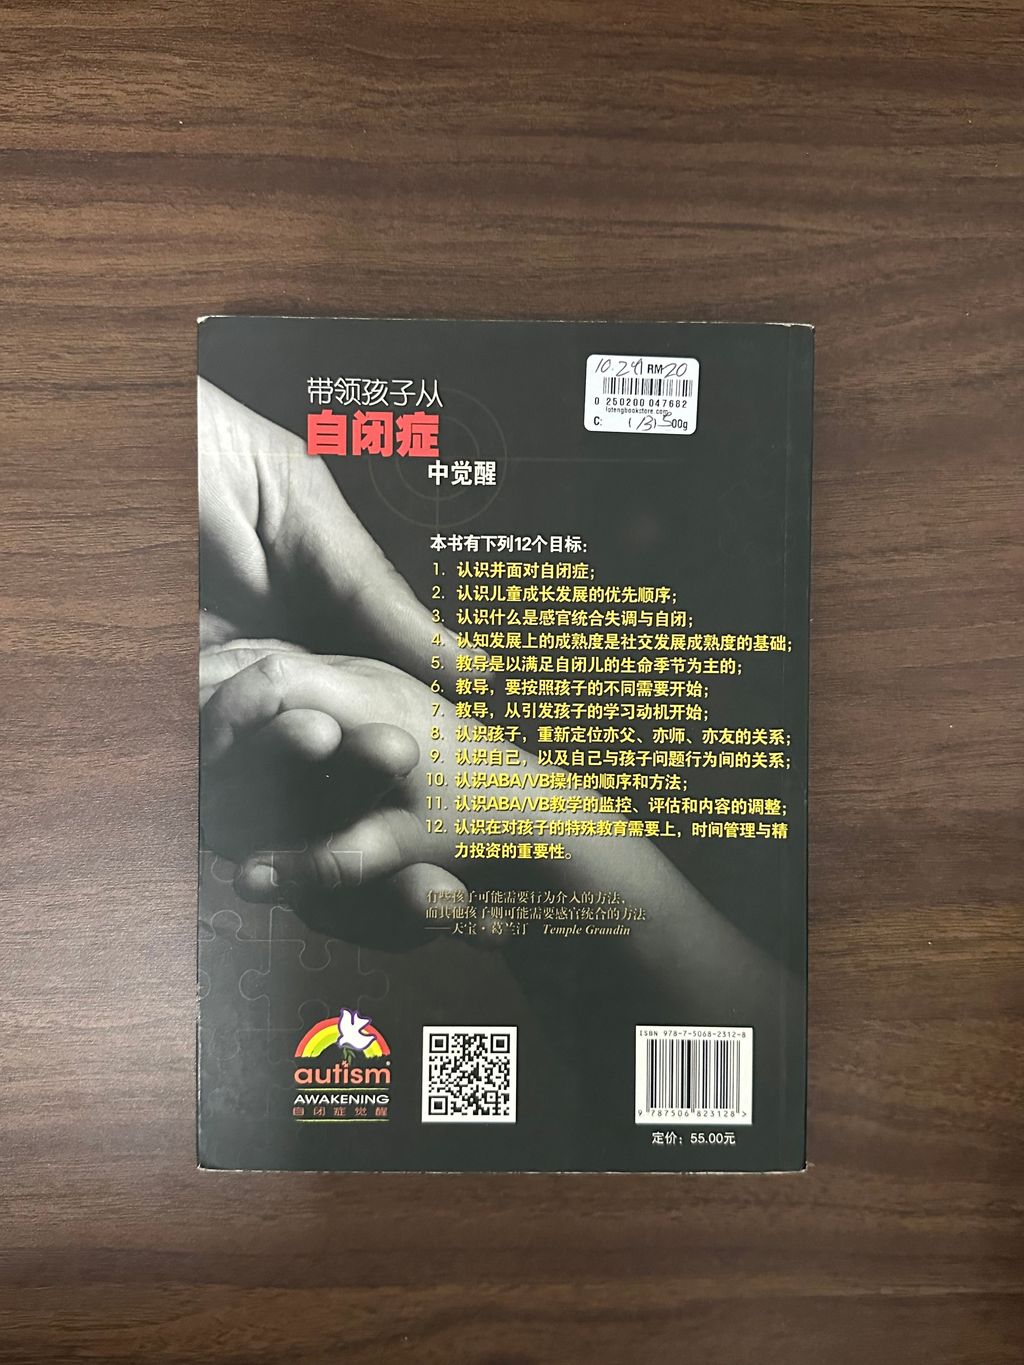 带领孩子从
自闭症
中觉醒
RM 20
0 250200 047682
lotengbookstore.com
C:
500g
本书有下列12个目标：
1. 认识并面对自闭症；
2. 认识儿童成长发展的优先顺序；
3. 认识什么是感官统合失调与自闭；
4. 认知发展上的成熟度是社交发展成熟度的基础；
5. 教导是以满足自闭儿的生命季节为主的；
6. 教导，要按照孩子的不同需要开始；
7. 教导，从引发孩子的学习动机开始；
8. 认识孩子，重新定位亦父、亦师、亦友的关系；
9. 认识自己，以及自己与孩子问题行为间的关系；
10. 认识ABA/VB操作的顺序和方法；
11. 认识ABA/VB教学的监控、评估和内容的调整；
12. 认识在对孩子的特殊教育需要上，时间管理与精
力投资的重要性。
有些孩子可能需要行为介入的方法，
而其他孩子则可能需要感官统合的方法
——天宝·葛兰汀 Temple Grandin
autism
AWAKENING
自闭症觉醒
ISBN 978-7-5068-2312-8
9 787506 823128 >
定价：55.00元